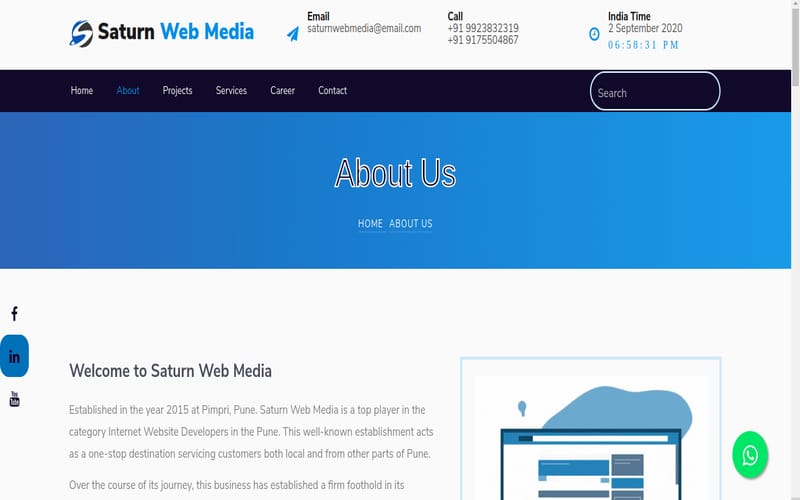 Saturn Web Media
Email
saturnwebmedia@email.com
Call
+91 9923832319
+91 9175504867
India Time
2 September 2020
06:58:31 PM
Home About Projects Services Career Contact
Search
About Us
HOME ABOUT US
Welcome to Saturn Web Media
Established in the year 2015 at Pimpri, Pune. Saturn Web Media is a top player in the
category Internet Website Developers in the Pune. This well-known establishment acts
as a one-stop destination servicing customers both local and from other parts of Pune.
Over the course of its journey, this business has established a firm foothold in its
f
in
You
Tube